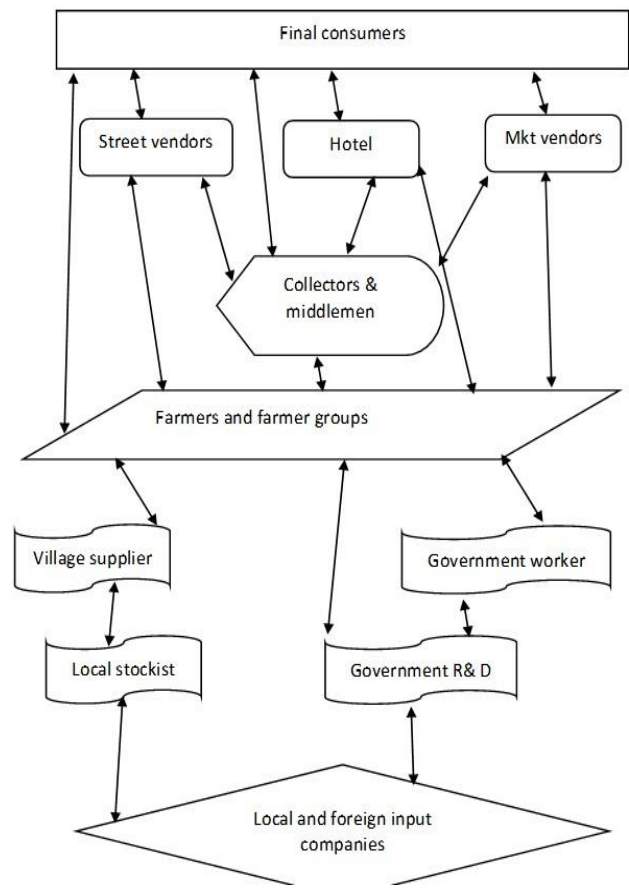 Final consumers
Street vendors
Hotel
Mkt vendors
Collectors &
middlemen
Farmers and farmer groups
Village supplier
Government worker
Local stockist
Government R& D
Local and foreign input
companies